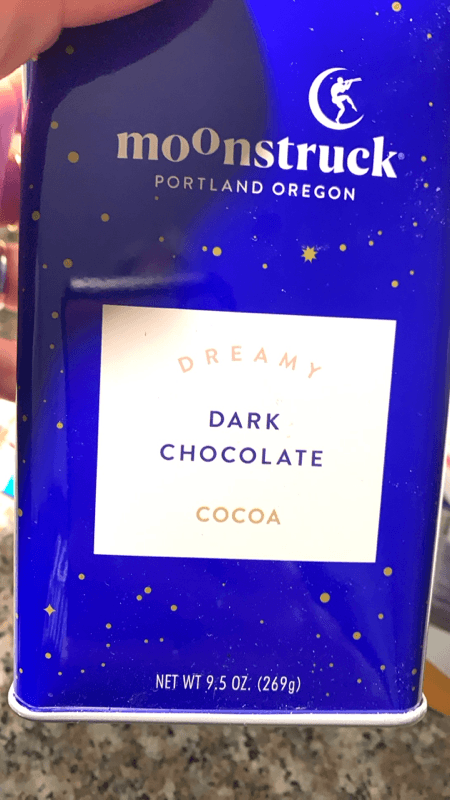 moonstruck
PORTLAND OREGON
DREAMY
DARK
CHOCOLATE
COCOA
NET WT 9.5 OZ. (269g)